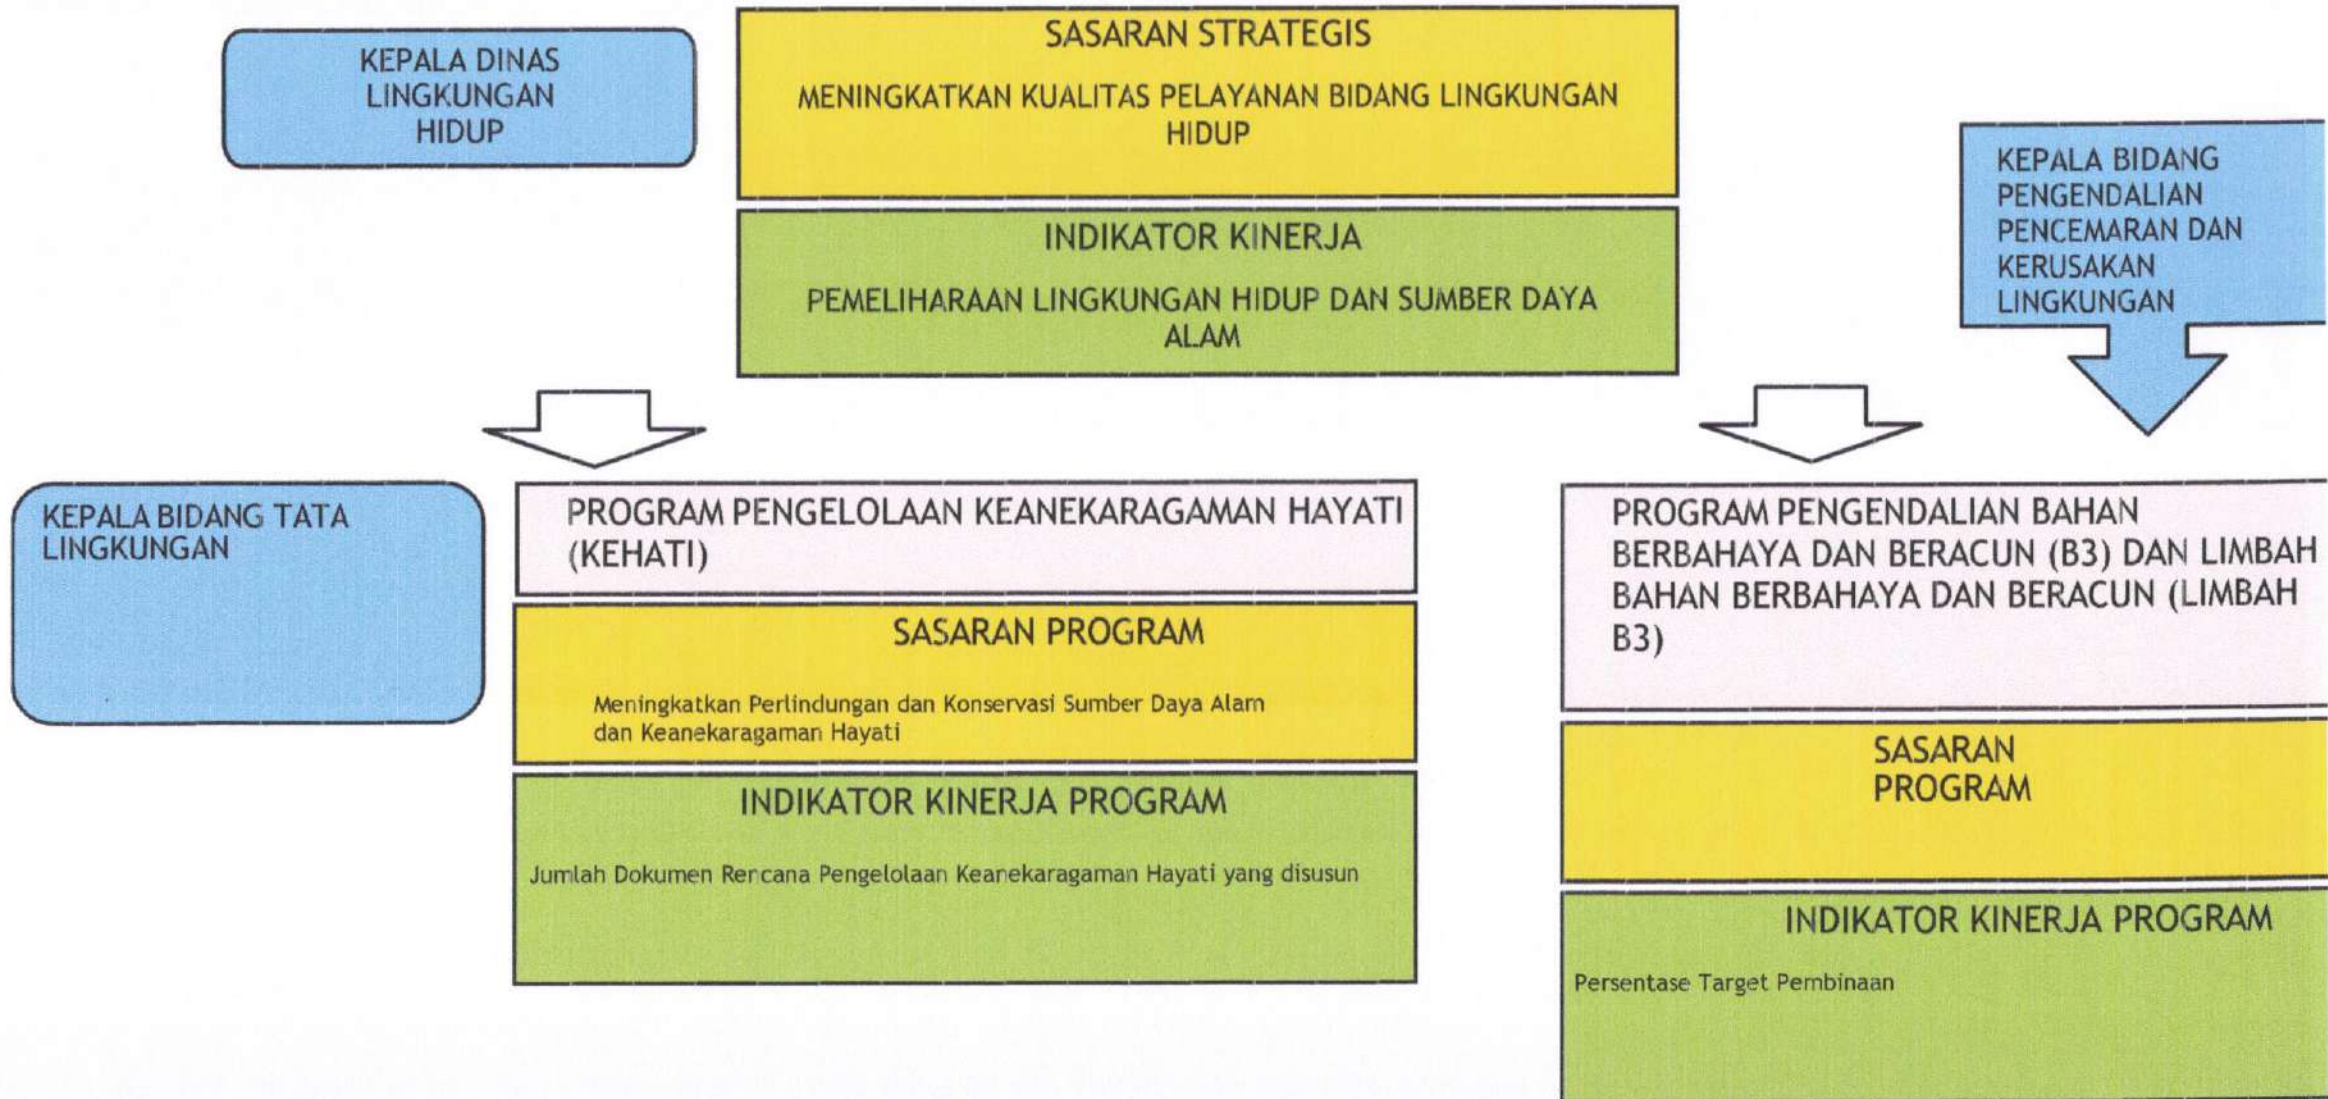 KEPALA DINAS
LINGKUNGAN
HIDUP
SASARAN STRATEGIS
MENINGKATKAN KUALITAS PELAYANAN BIDANG LINGKUNGAN
HIDUP
INDIKATOR KINERJA
PEMELIHARAAN LINGKUNGAN HIDUP DAN SUMBER DAYA
ALAM
KEPALA BIDANG
PENGENDALIAN
PENCEMARAN DAN
KERUSAKAN
LINGKUNGAN
KEPALA BIDANG TATA
LINGKUNGAN
PROGRAM PENGELOLAAN KEANEKARAGAMAN HAYATI
(KEHATI)
SASARAN PROGRAM
Meningkatkan Perlindungan dan Konservasi Sumber Daya Alam
dan Keanekaragaman Hayati
INDIKATOR KINERJA PROGRAM
Jumlah Dokumen Rencana Pengelolaan Keanekaragaman Hayati yang disusun
PROGRAM PENGENDALIAN BAHAN
BERBAHAYA DAN BERACUN (B3) DAN LIMBAH
BAHAN BERBAHAYA DAN BERACUN (LIMBAH
B3)
SASARAN
PROGRAM
INDIKATOR KINERJA PROGRAM
Persentase Target Pembinaan